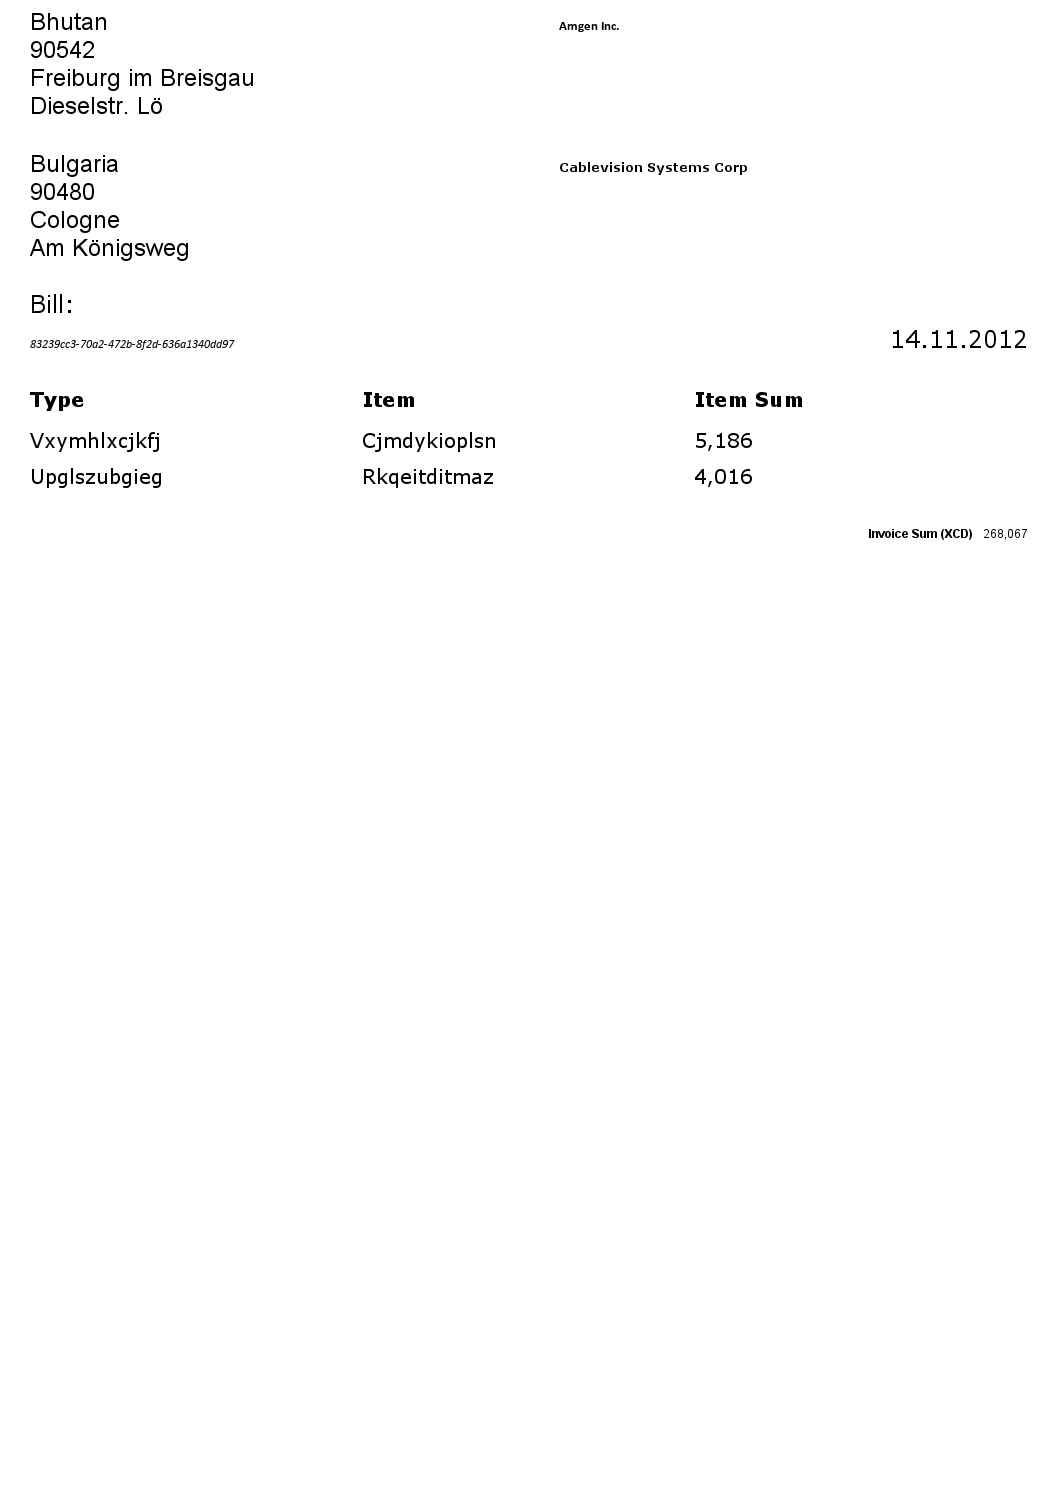 Bhutan
Amgen Inc.
90542
Freiburg im Breisgau
Dieselstr. Lö
Bulgaria
Cablevision Systems Corp
90480
Cologne
Am Königsweg
Bill:
83239cc3-70a2-472b-8f2d-636a1340dd97
14.11.2012
Type Item Item Sum
Vxymhlxcjkfj Cjmdykioplsn 5,186
Upglszubgieg Rkqeitditmaz 4,016
Invoice Sum (XCD) 268,067